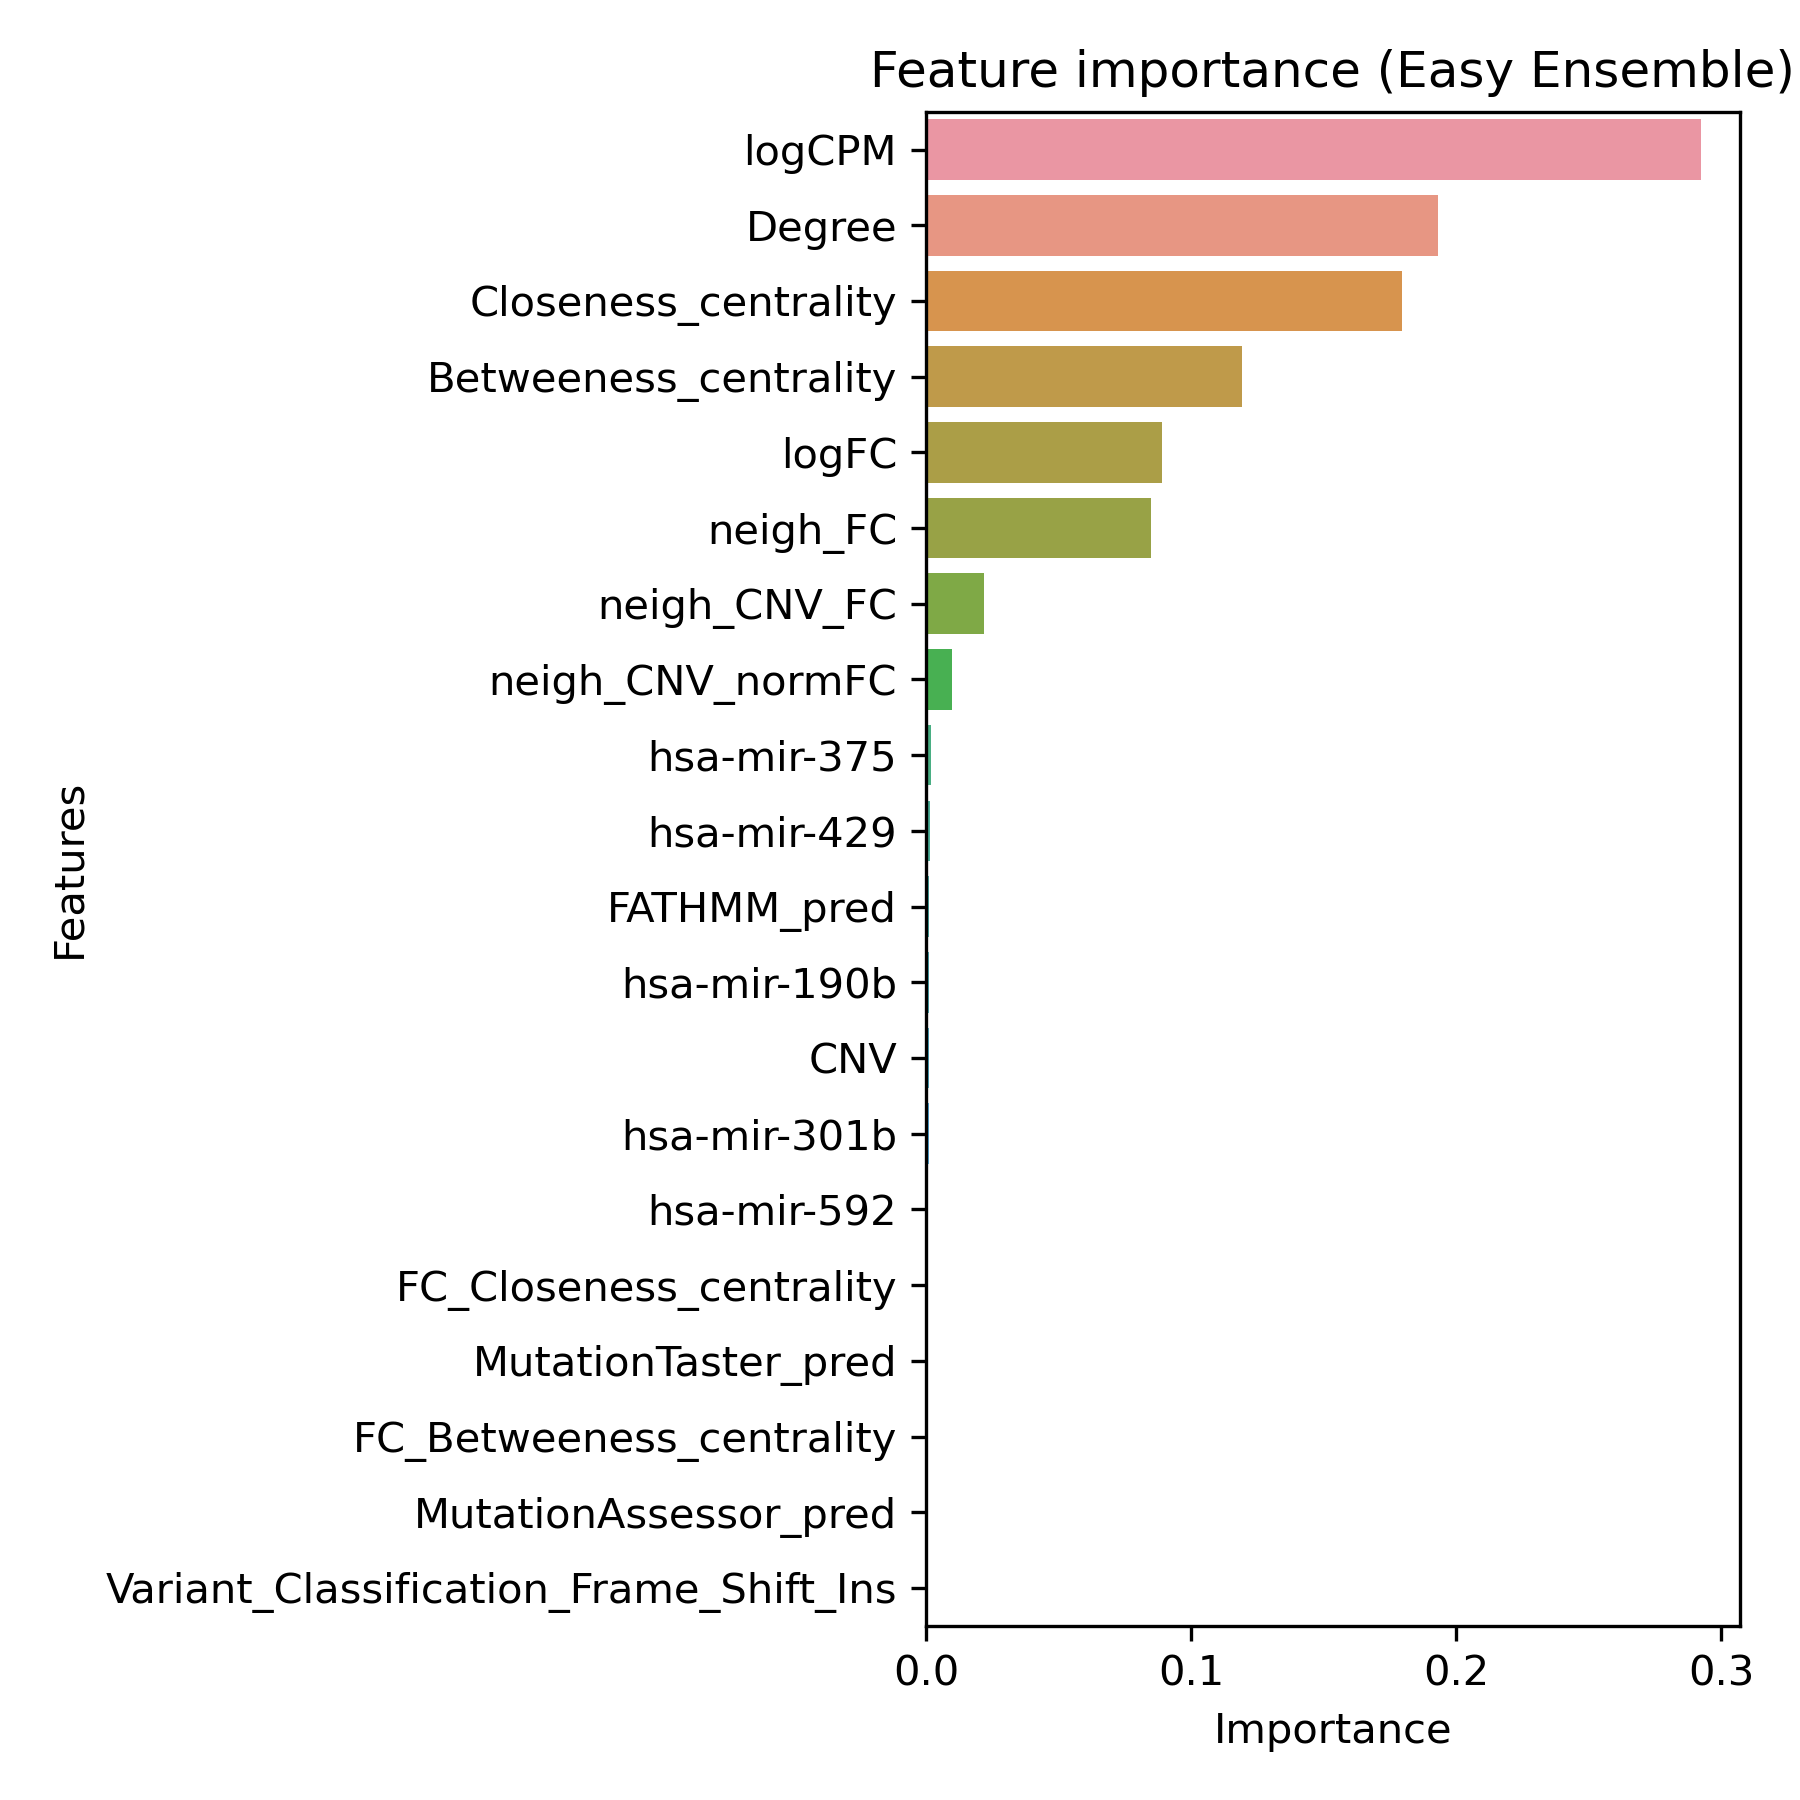 Feature importance (Easy Ensemble)
logCPM
Degree
Closeness_centrality
Betweeness_centrality
logFC
neigh_FC
neigh_CNV_FC
neigh_CNV_normFC
hsa-mir-375
hsa-mir-429
FATHMM_pred
hsa-mir-190b
CNV
hsa-mir-301b
hsa-mir-592
FC_Closeness_centrality
MutationTaster_pred
FC_Betweeness_centrality
MutationAssessor_pred
Variant_Classification_Frame_Shift_Ins
Features
0.0 0.1 0.2 0.3
Importance